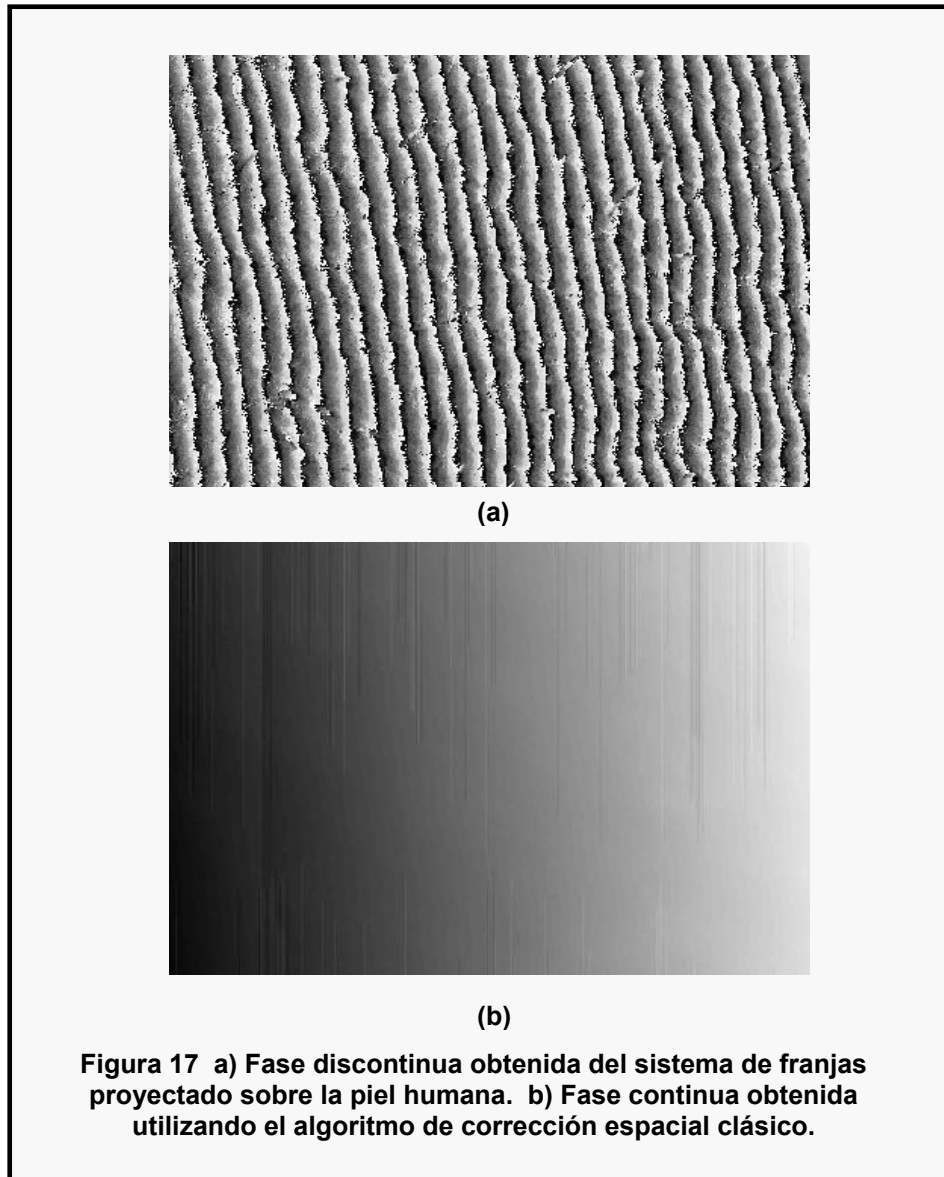 (a)
(b)
Figura 17  a) Fase discontinua obtenida del sistema de franjas
proyectado sobre la piel humana.  b) Fase continua obtenida
utilizando el algoritmo de corrección espacial clásico.